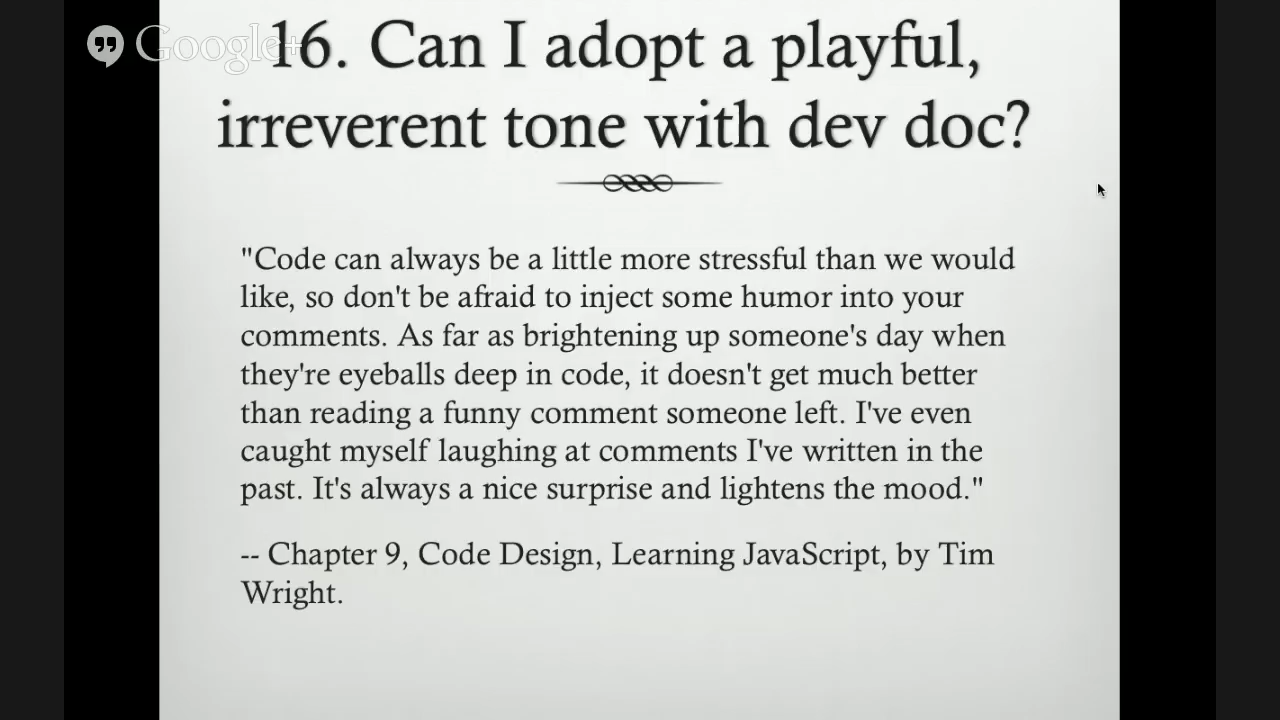 Google+
16. Can I adopt a playful,
irreverent tone with dev doc?
"Code can always be a little more stressful than we would
like, so don't be afraid to inject some humor into your
comments. As far as brightening up someone's day when
they're eyeballs deep in code, it doesn't get much better
than reading a funny comment someone left. I've even
caught myself laughing at comments I've written in the
past. It's always a nice surprise and lightens the mood."
-- Chapter 9, Code Design, Learning JavaScript, by Tim
Wright.